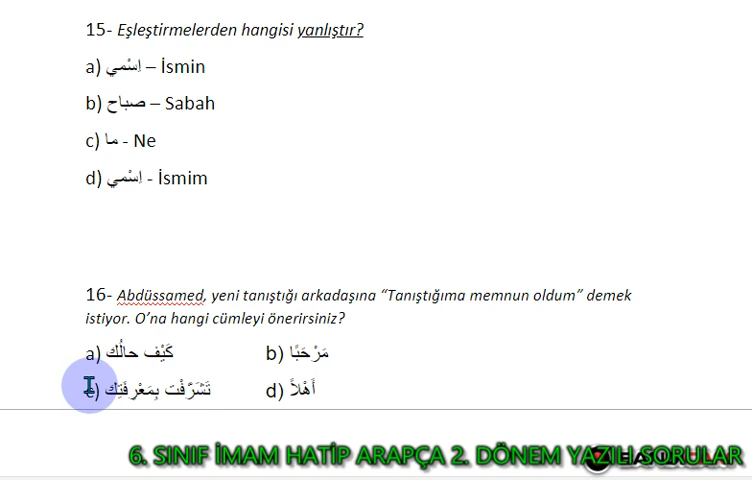 15- Eşleştirmelerden hangisi yanlıştır?
a) اِسْمي – İsmin
b) صباح – Sabah
c) ما - Ne
d) اِسْمي - İsmim
16- Abdüssamed, yeni tanıştığı arkadaşına “Tanıştığıma memnun oldum” demek
istiyor. O’na hangi cümleyi önerirsiniz?
a) كَيْف حالُك b) مَرْحَبًا
c) تَشَرَّفْت بِمَعْرِفَتِك d) أَهْلاً
6. SINIF İMAM HATİP ARAPÇA 2. DÖNEM YAZILI SORULAR